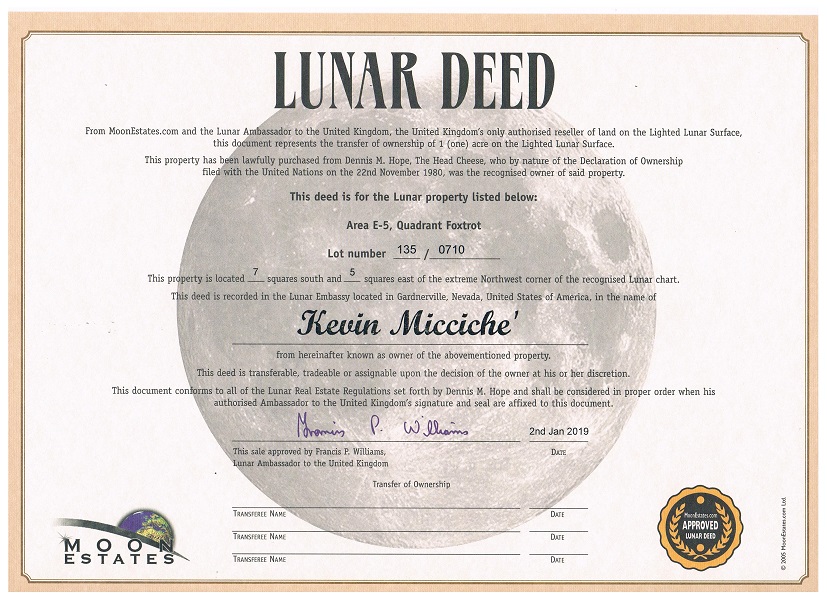 LUNAR DEED
From MoonEstates.com and the Lunar Ambassador to the United Kingdom, the United Kingdom's only authorised reseller of land on the Lighted Lunar Surface,
this document represents the transfer of ownership of 1 (one) acre on the Lighted Lunar Surface.
This property has been lawfully purchased from Dennis M. Hope, The Head Cheese, who by nature of the Declaration of Ownership
filed with the United Nations on the 22nd November 1980, was the recognised owner of said property.
This deed is for the Lunar property listed below:
Area E-5, Quadrant Foxtrot
Lot number 135 / 0710
This property is located 7 squares south and 5 squares east of the extreme Northwest corner of the recognised Lunar chart.
This deed is recorded in the Lunar Embassy located in Gardnerville, Nevada, United States of America, in the name of
Kevin Micciche'
from hereinafter known as owner of the abovementioned property.
This deed is transferable, tradeable or assignable upon the decision of the owner at his or her discretion.
This document conforms to all of the Lunar Real Estate Regulations set forth by Dennis M. Hope and shall be considered in proper order when his
authorised Ambassador to the United Kingdom's signature and seal are affixed to this document.
Francis P. Williams 2nd Jan 2019
This sale approved by Francis P. Williams, DATE
Lunar Ambassador to the United Kingdom
Transfer of Ownership
TRANSFEREE NAME DATE
TRANSFEREE NAME DATE
TRANSFEREE NAME DATE
MOON
ESTATES
MoonEstates.com
APPROVED
LUNAR DEED
© 2005 MoonEstates.com Ltd.